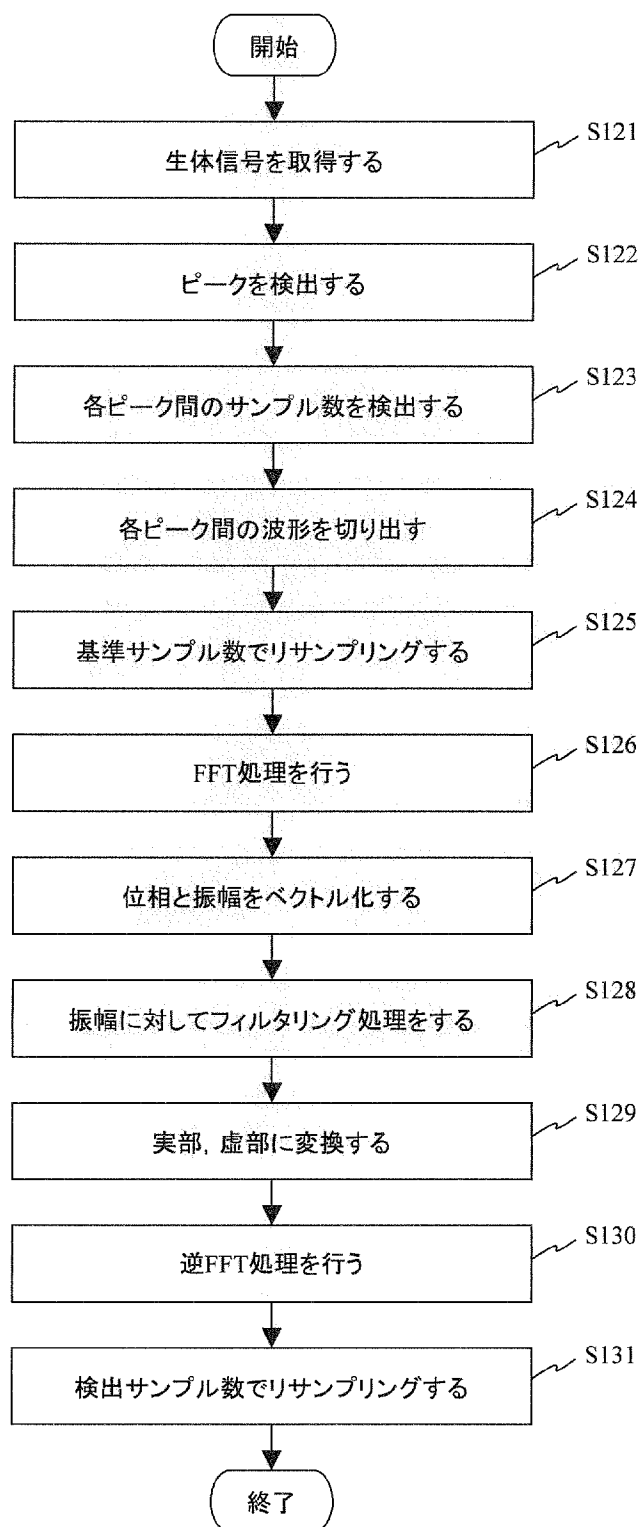 開始
生体信号を取得する
S121
ピークを検出する
S122
各ピーク間のサンプル数を検出する
S123
各ピーク間の波形を切り出す
S124
基準サンプル数でリサンプリングする
S125
FFT処理を行う
S126
位相と振幅をベクトル化する
S127
振幅に対してフィルタリング処理をする
S128
実部, 虚部に変換する
S129
逆FFT処理を行う
S130
検出サンプル数でリサンプリングする
S131
終了